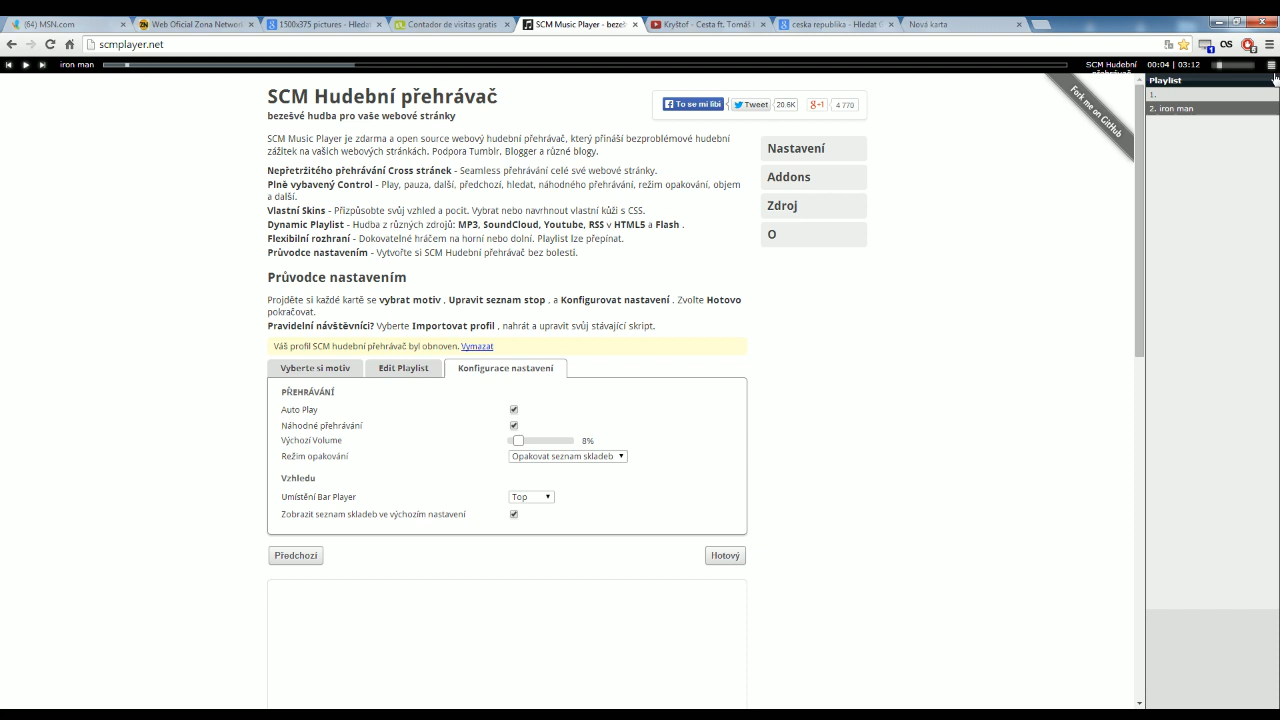 (64) MSN.com
Web Oficial Zona Network
1500x375 pictures - Hledat
Contador de visitas gratis
SCM Music Player - bezeš
Kryštof - Cesta ft. Tomáš
ceska republika - Hledat
Nová karta
scmplayer.net
iron man
SCM Hudební přehrávač
00:04 | 03:12
Playlist
1.
2. iron man
Fork me on GitHub
SCM Hudební přehrávač
bezešvé hudba pro vaše webové stránky
To se mi líbí
Tweet
20.6K
+1
4 770
SCM Music Player je zdarma a open source webový hudební přehrávač, který přináší bezproblémové hudební
zážitek na vašich webových stránkách. Podpora Tumblr, Blogger a různé blogy.
Nepřetržitého přehrávání Cross stránek - Seamless přehrávání celé své webové stránky.
Plně vybavený Control - Play, pauza, další, předchozí, hledat, náhodného přehrávání, režim opakování, objem
a další.
Vlastní Skins - Přizpůsobte svůj vzhled a pocit. Vybrat nebo navrhnout vlastní kůži s CSS.
Dynamic Playlist - Hudba z různých zdrojů: MP3, SoundCloud, Youtube, RSS v HTML5 a Flash .
Flexibilní rozhraní - Dokovatelné hráčem na horní nebo dolní. Playlist lze přepínat.
Průvodce nastavením - Vytvořte si SCM Hudební přehrávač bez bolesti.
Nastavení
Addons
Zdroj
O
Průvodce nastavením
Projděte si každé kartě se vybrat motiv , Upravit seznam stop , a Konfigurovat nastavení . Zvolte Hotovo
pokračovat.
Pravidelní návštěvníci? Vyberte Importovat profil , nahrát a upravit svůj stávající skript.
Váš profil SCM hudební přehrávač byl obnoven. Vymazat
Vyberte si motiv
Edit Playlist
Konfigurace nastavení
PŘEHRÁVÁNÍ
Auto Play
Náhodné přehrávání
Výchozí Volume
8%
Režim opakování
Opakovat seznam skladeb
Vzhledu
Umístění Bar Player
Top
Zobrazit seznam skladeb ve výchozím nastavení
Předchozí
Hotový